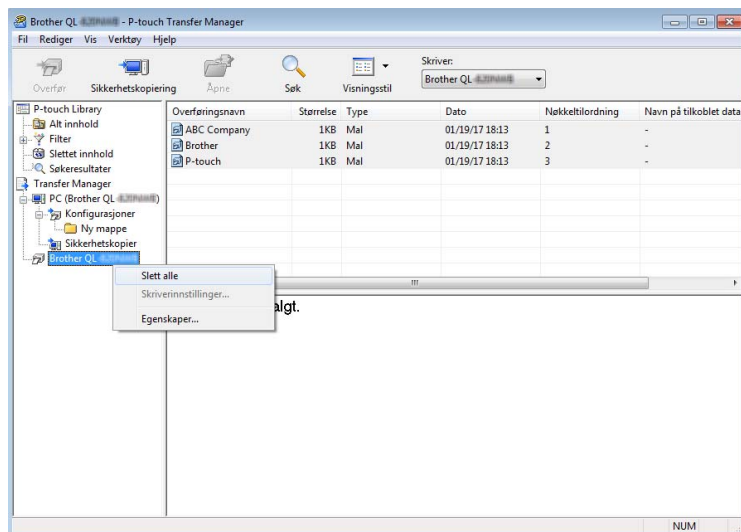 Brother QL - P-touch Transfer Manager
Fil Rediger Vis Verktøy Hjelp
Overfør Sikkerhetskopiering Åpne Søk Visningsstil
Skriver:
Brother QL
P-touch Library
Alt innhold
Filter
Slettet innhold
Søkeresultater
Transfer Manager
PC (Brother QL )
Konfigurasjoner
Ny mappe
Sikkerhetskopier
Brother QL
Overføringsnavn Størrelse Type Dato Nøkkeltilordning Navn på tilkoblet data
ABC Company 1KB Mal 01/19/17 18:13 1 -
Brother 1KB Mal 01/19/17 18:13 2 -
P-touch 1KB Mal 01/19/17 18:13 3 -
Slett alle
Skriverinnstillinger...
Egenskaper...
algt.
NUM